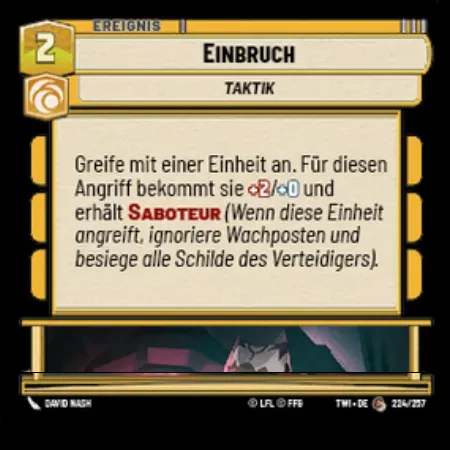 EREIGNIS
2
EINBRUCH
TAKTIK
Greife mit einer Einheit an. Für diesen
Angriff bekommt sie +2/+0 und
erhält SABOTEUR (Wenn diese Einheit
angreift, ignoriere Wachposten und
besiege alle Schilde des Verteidigers).
DAVID NASH
© LFL © FFG
TWI • DE 224/257